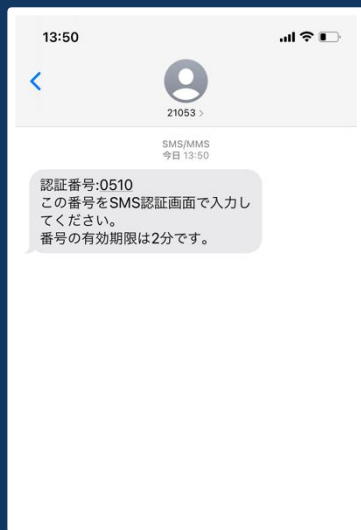 13:50
21053 >
SMS/MMS
今日 13:50
認証番号:0510
この番号をSMS認証画面で入力し
てください。
番号の有効期限は2分です。